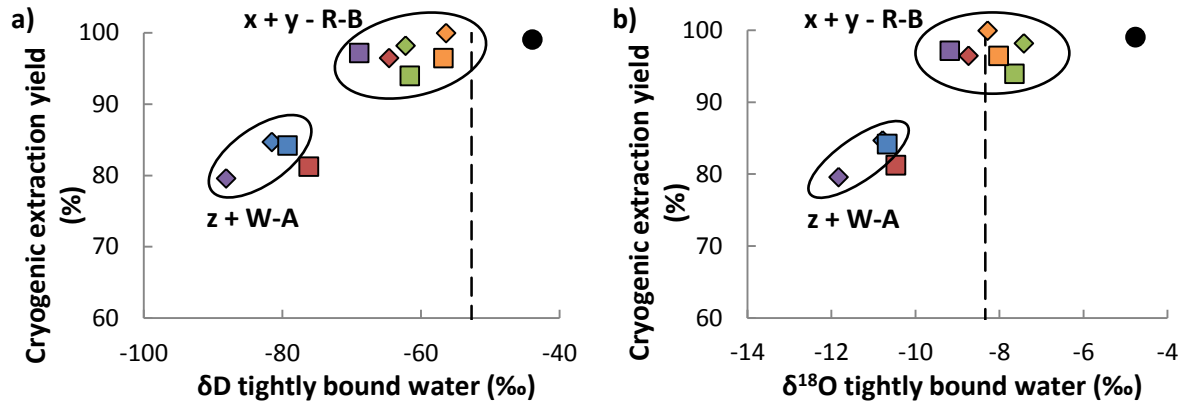 a)
x + y - R-B
Cryogenic extraction yield
(%)
100
90
80
70
60
z + W-A
-100
-80
-60
-40
δD tightly bound water (‰)
b)
x + y - R-B
Cryogenic extraction yield
(%)
100
90
80
70
60
z + W-A
-14
-12
-10
-8
-6
-4
δ¹⁸O tightly bound water (‰)